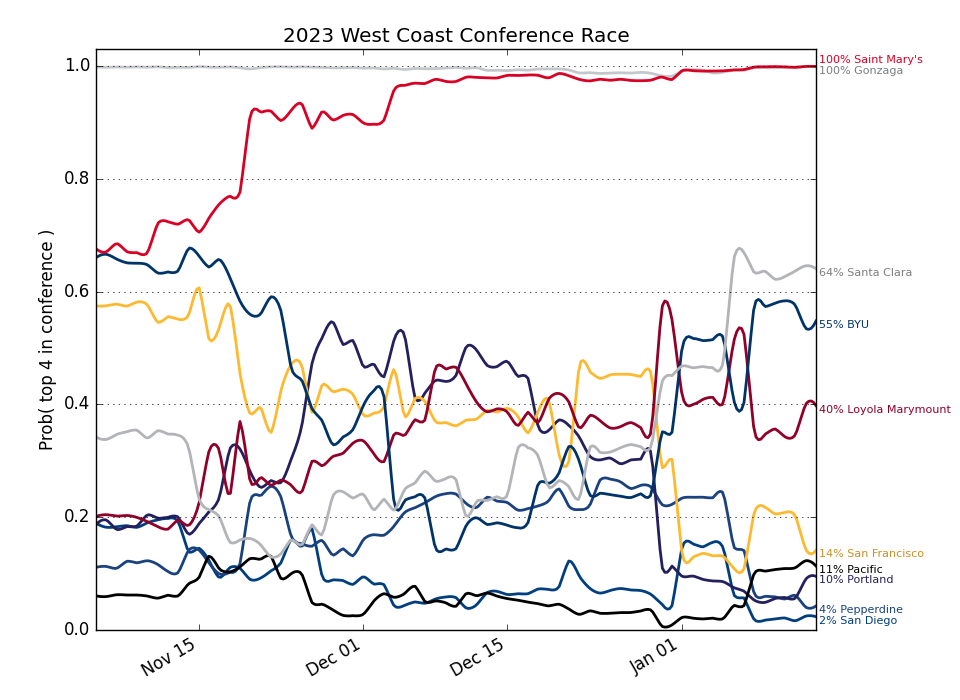 2023 West Coast Conference Race
Prob( top 4 in conference )
1.0
0.8
0.6
0.4
0.2
0.0
Nov 15
Dec 01
Dec 15
Jan 01
100% Saint Mary's
100% Gonzaga
64% Santa Clara
55% BYU
40% Loyola Marymount
14% San Francisco
11% Pacific
10% Portland
4% Pepperdine
2% San Diego